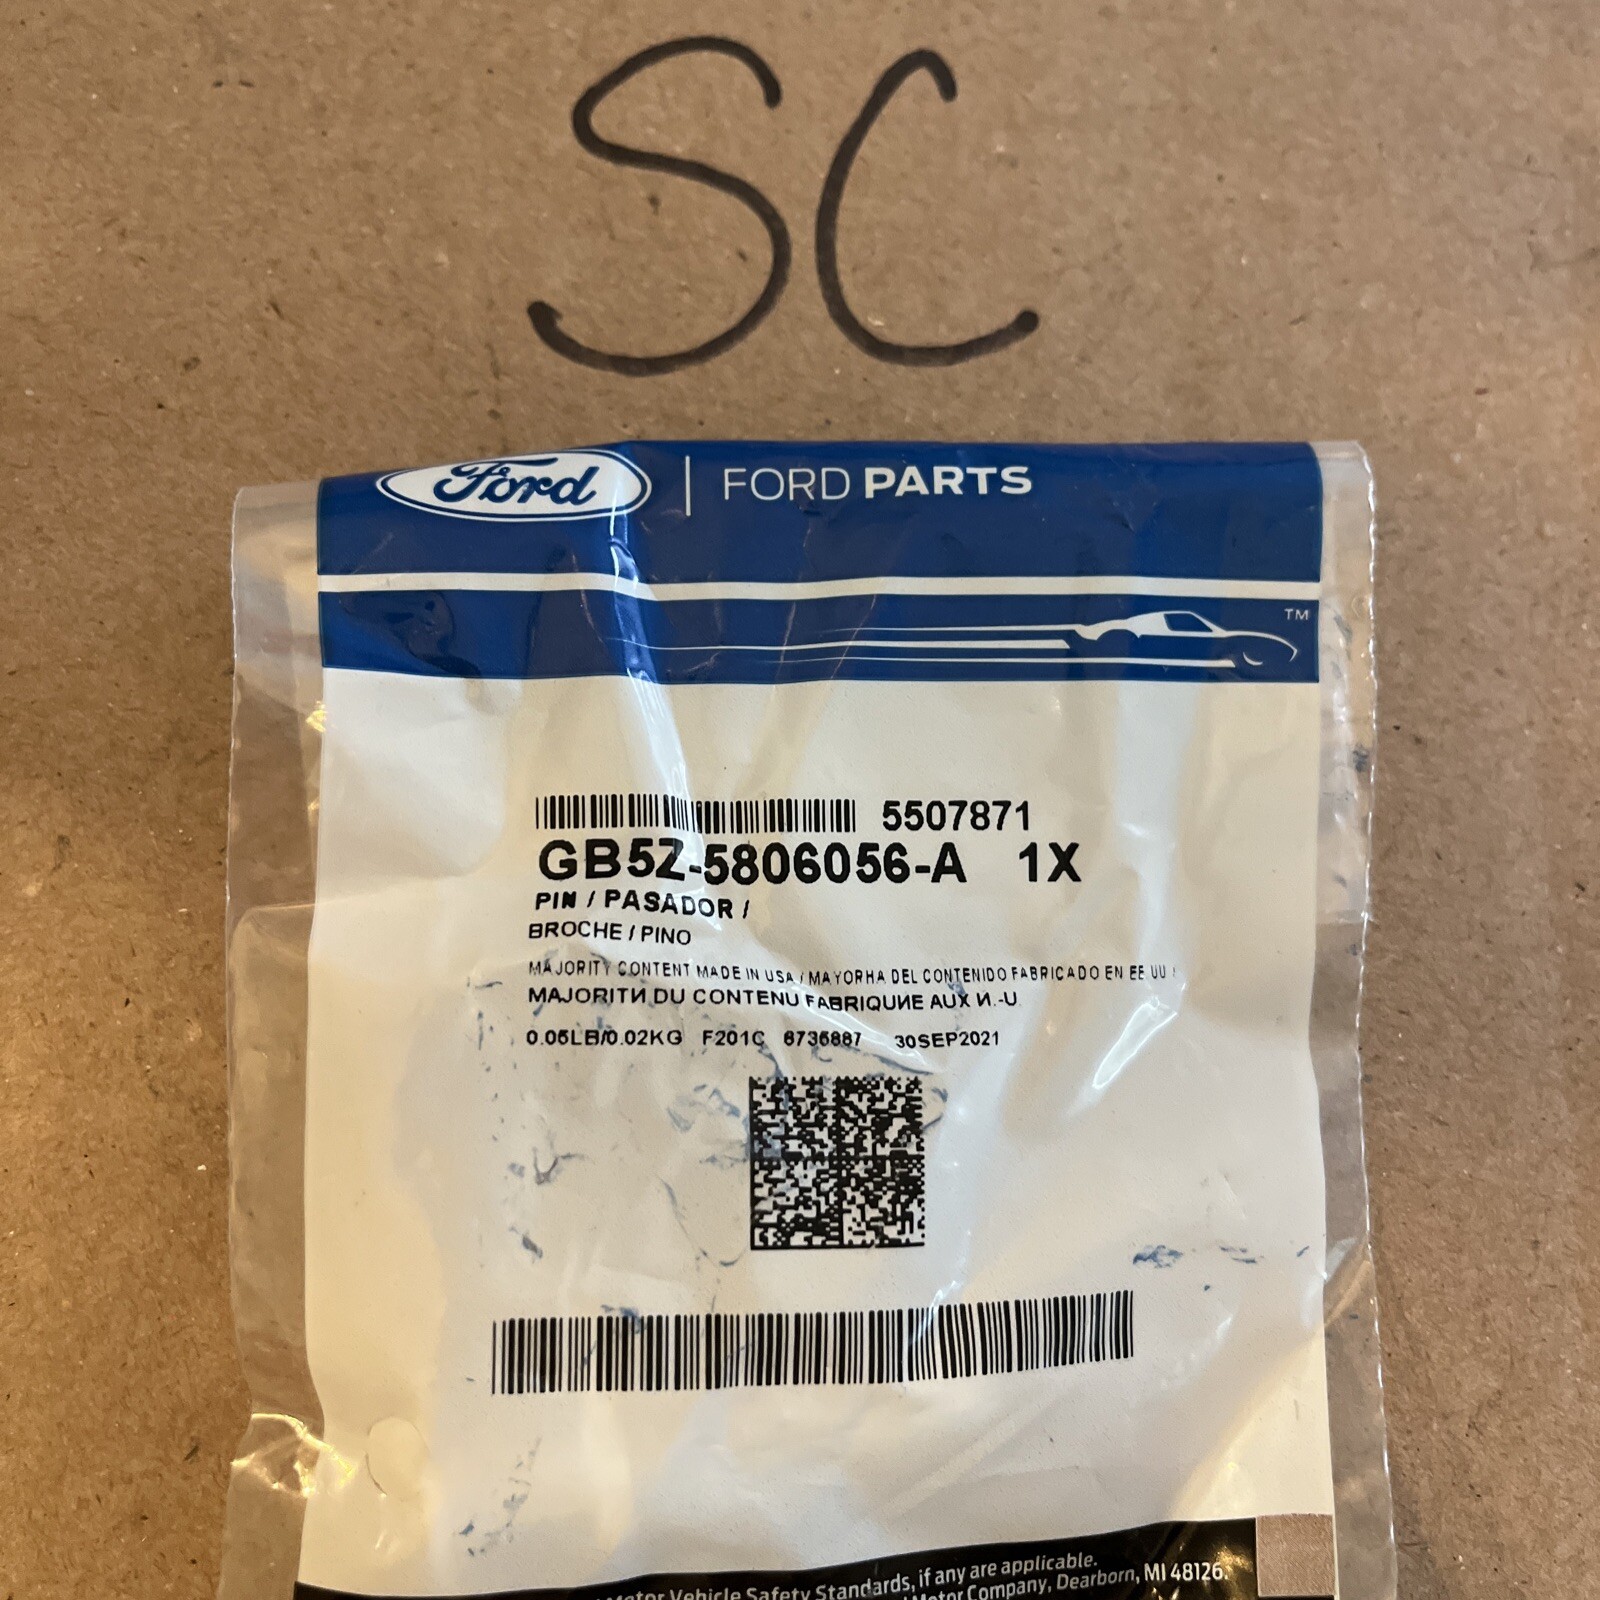 SC
Ford | FORD PARTS
TM
5507871
GB5Z-5806056-A 1X
PIN / PASADOR /
BROCHE / PINO
MAJORITY CONTENT MADE IN USA / MAYORHA DEL CONTENIDO FABRICADO EN EE UU /
MAJORITИ DU CONTENU FABRIQUИE AUX И.-U
0.05LB/0.02KG F201C 6735887 30SEP2021
Motor Vehicle Safety Standards, if any are applicable.
Motor Company, Dearborn, MI 48126.